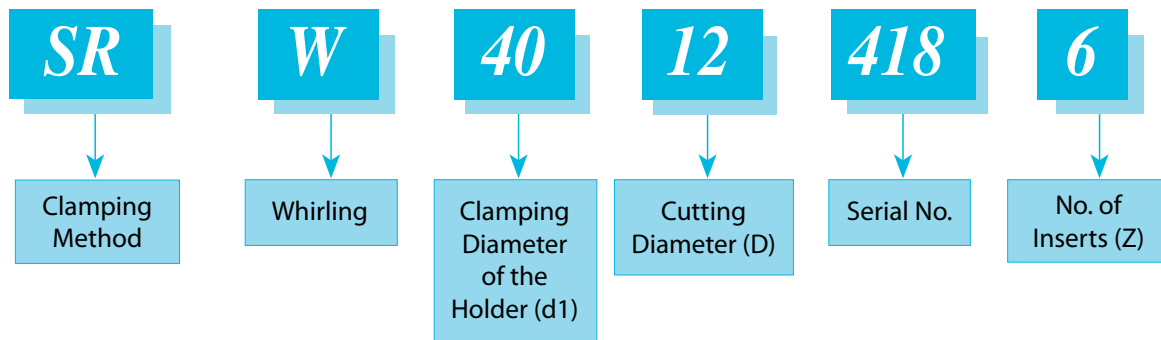 SR W 40 12 418 6
Clamping
Method
Whirling
Clamping
Diameter
of the
Holder (d1)
Cutting
Diameter (D)
Serial No.
No. of
Inserts (Z)